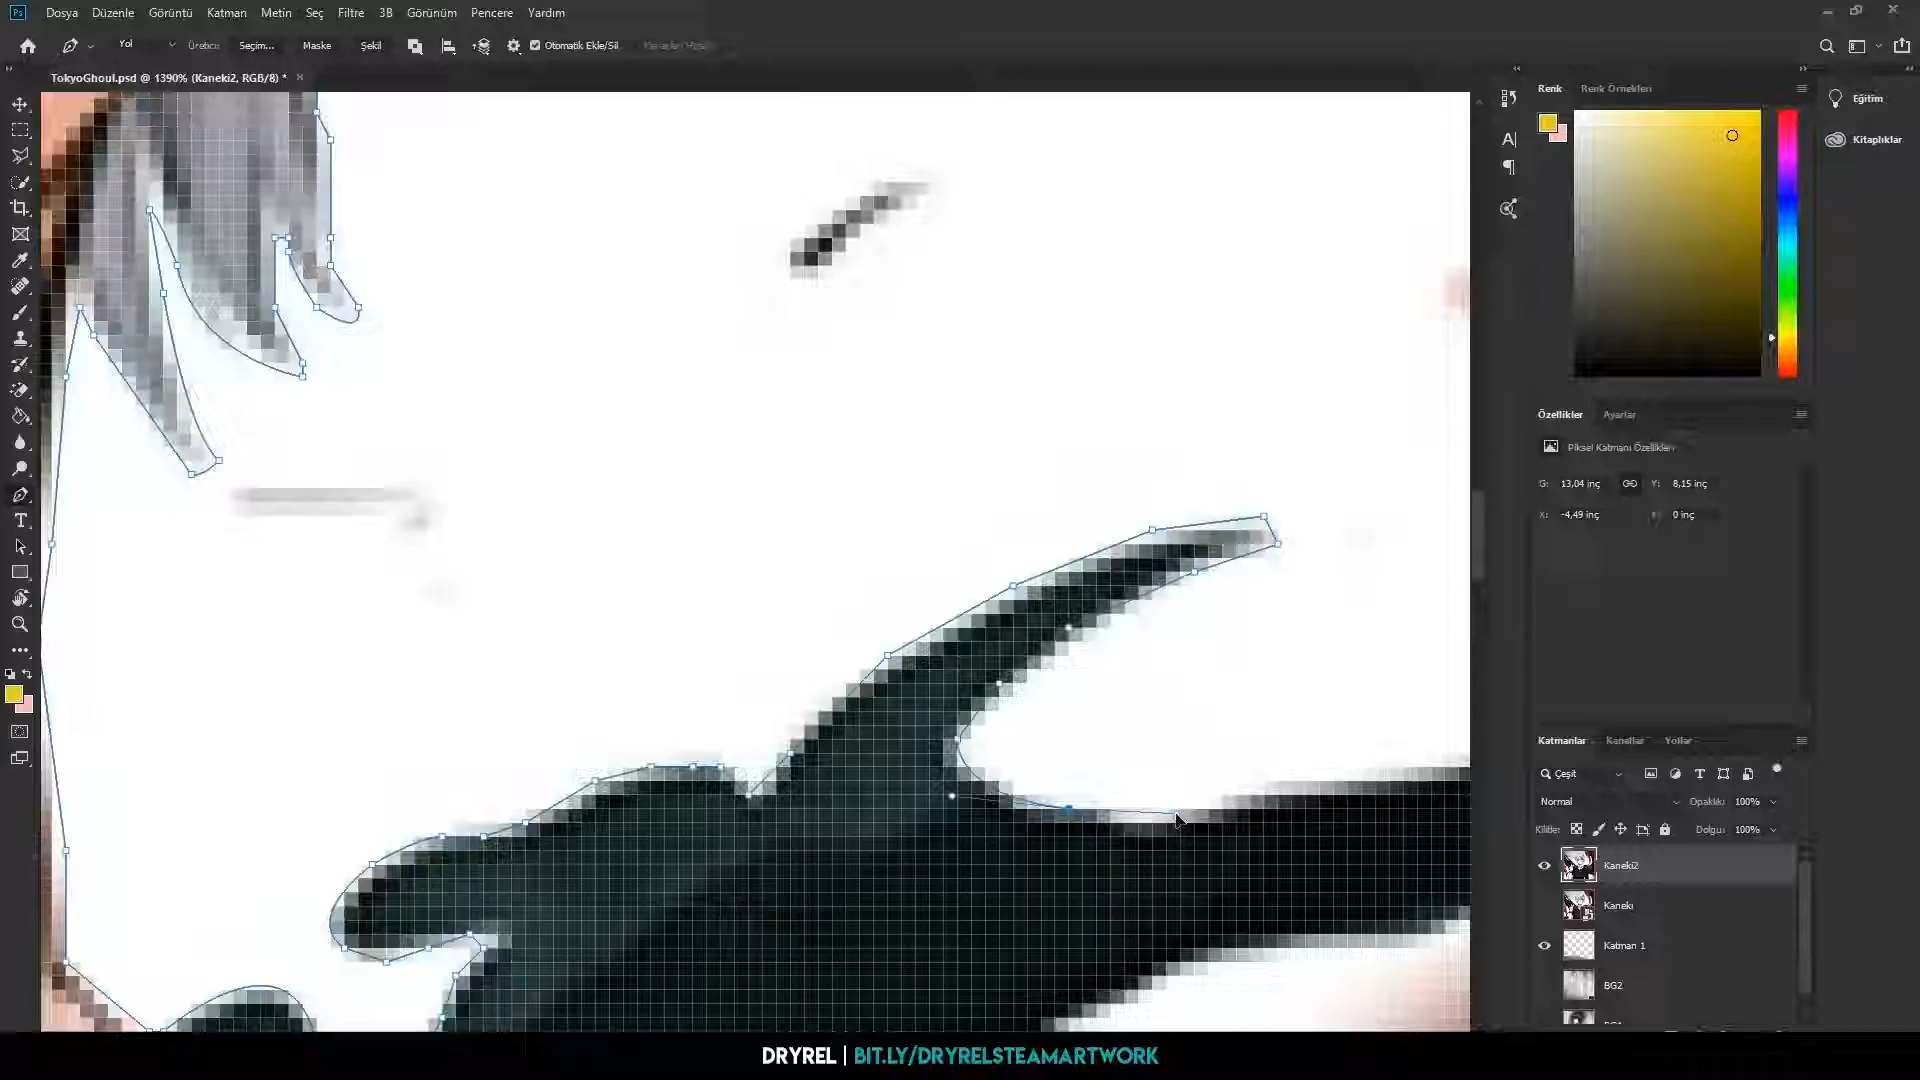 Ps Dosya Düzenle Görüntü Katman Metin Seç Filtre 3B Görünüm Pencere Yardım
Yol Üretici: Seçim... Maske Şekil Otomatik Ekle/Sil
TokyoGhoul.psd @ 1390% (Kaneki2, RGB/8) *
Renk Renk Örnekleri
Eğitim
Kitaplıklar
Özellikler Ayarlar
Piksel Katmanı Özellikleri
G: 13,04 inç Y: 8,15 inç
X: -4,49 inç 0 inç
Katmanlar Kanallar Yollar
Çeşit
Normal Opaklık: 100%
Kilitle: Dolgu: 100%
Kaneki2
Kaneki
Katman 1
BG2
DRYREL | BIT.LY/DRYRELSTEAMARTWORK